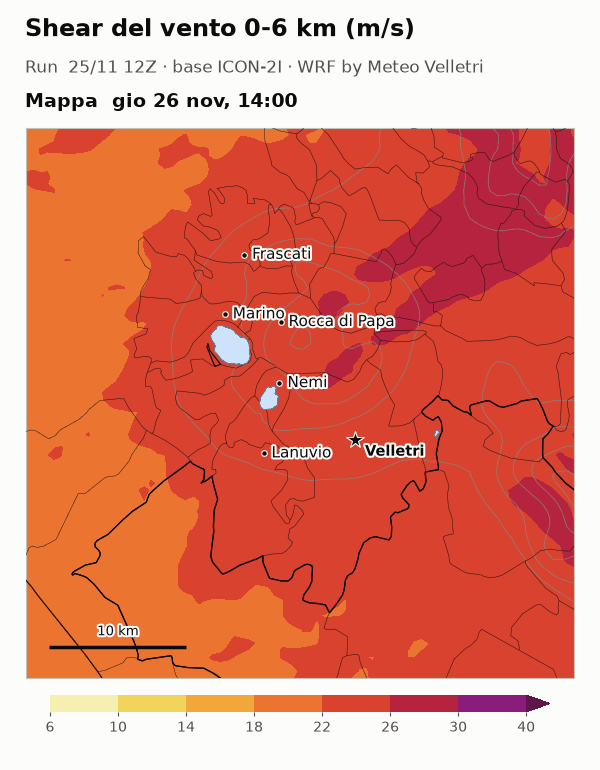 Shear del vento 0-6 km (m/s)
Run  25/11 12Z · base ICON-2I · WRF by Meteo Velletri
Mappa  gio 26 nov, 14:00
Frascati
Marino
Rocca di Papa
Nemi
Velletri
Lanuvio
10 km
6 10 14 18 22 26 30 40